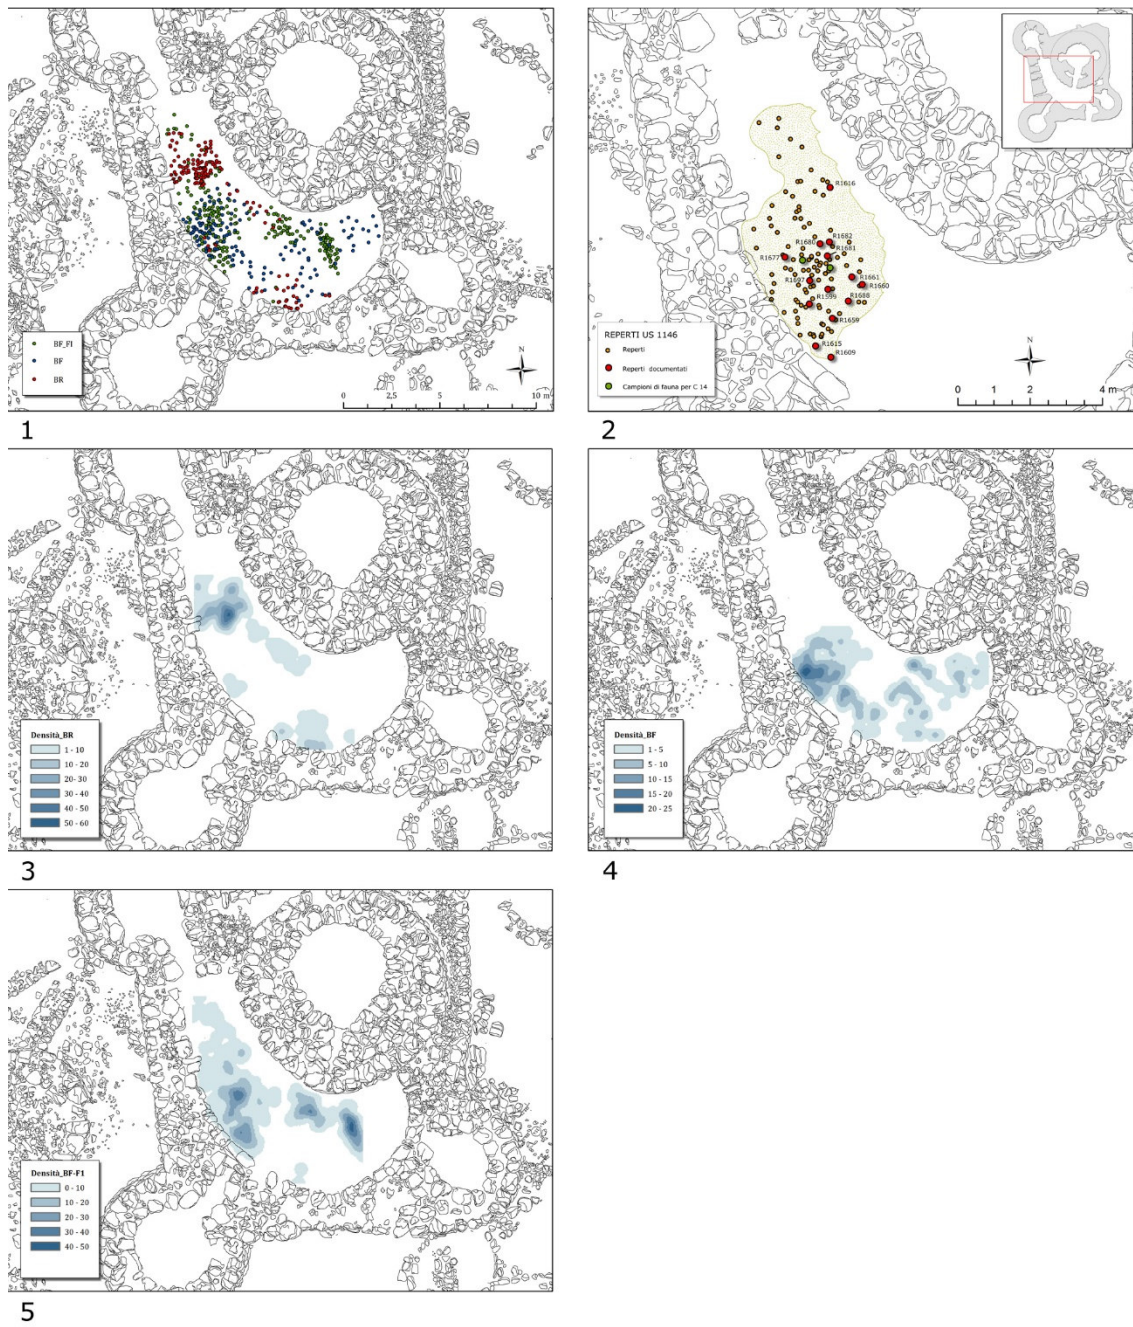 BF_FI
BF
BR
N
0 2,5 5 10 m
1
R1616
R1682
R1680
R1681
R1677
R1661
R1697
R1660
R1599
R1688
R1659
R1615
R1609
REPERTI US 1146
Reperti
Reperti documentati
Campioni di fauna per C 14
N
0 1 2 4 m
2
Densità_BR
1 - 10
10 - 20
20- 30
30 - 40
40 - 50
50 - 60
3
Densità_BF
1 - 5
5 - 10
10 - 15
15 - 20
20 - 25
4
Densità_BF-F1
0 - 10
10 - 20
20 - 30
30 - 40
40 - 50
5